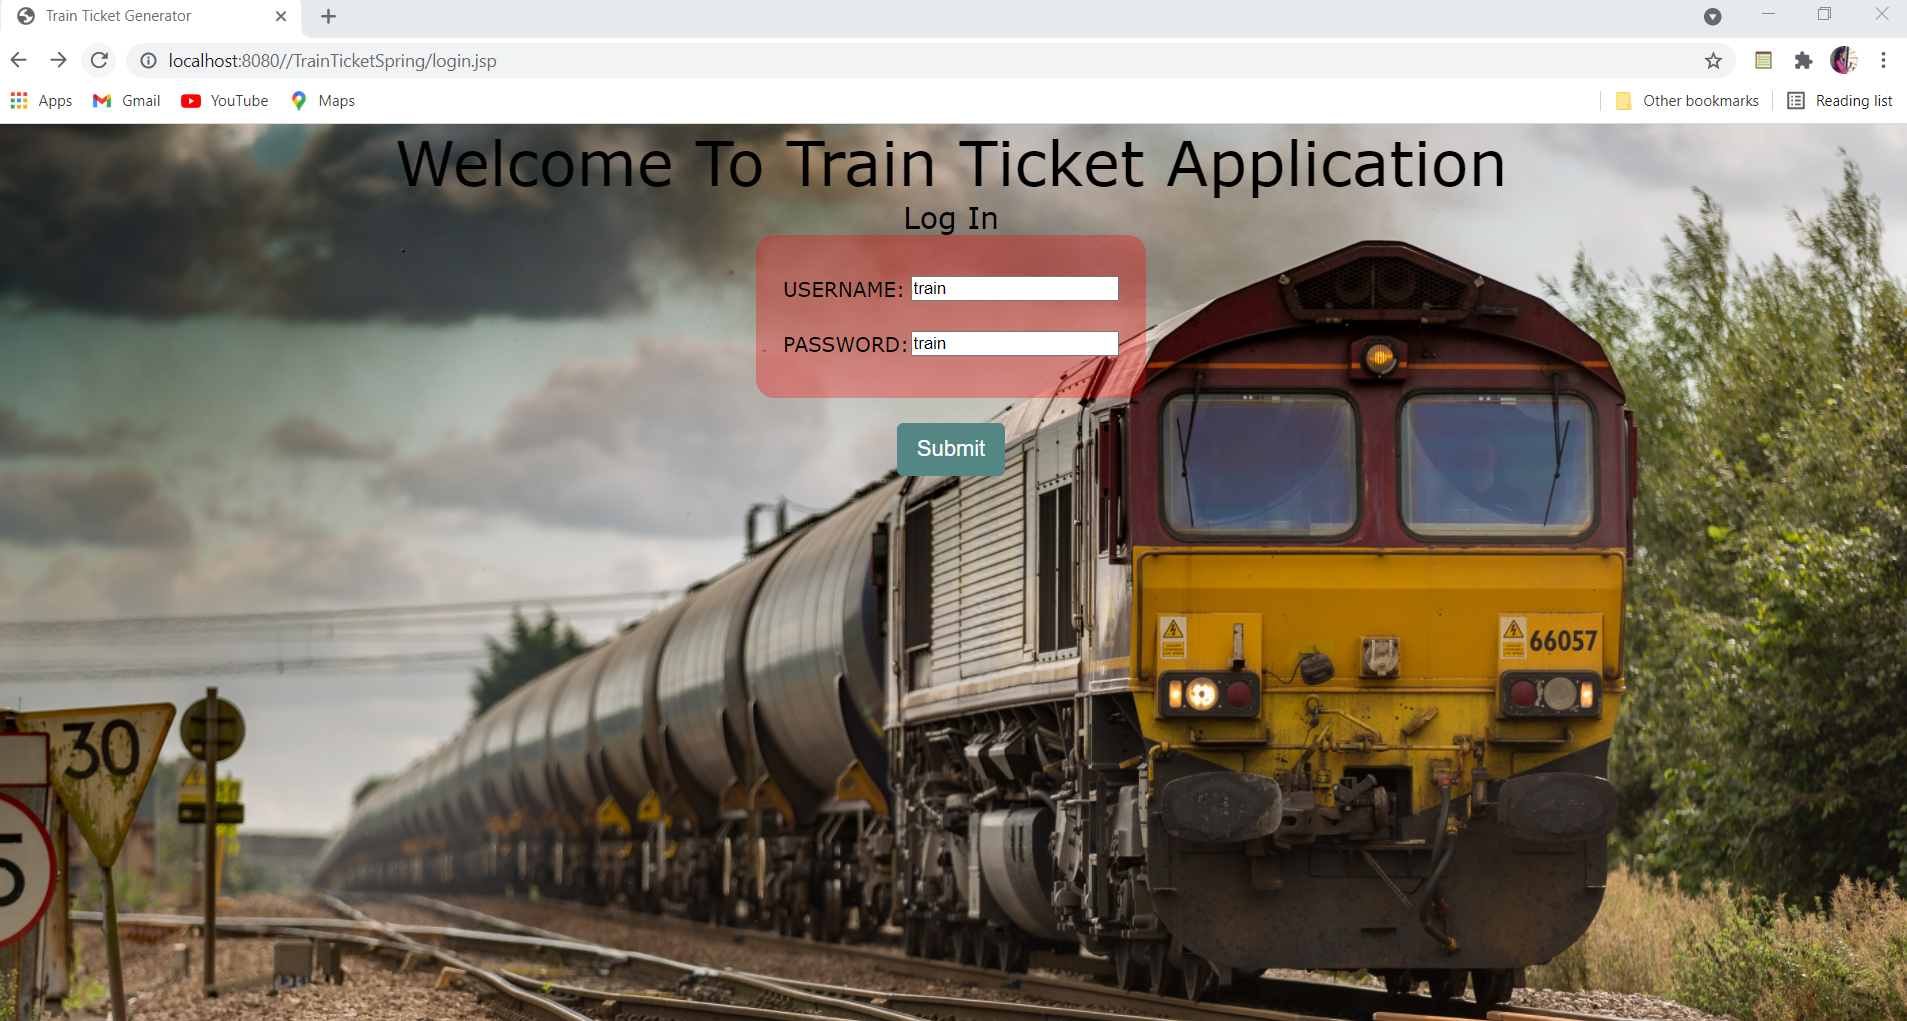 Train Ticket Generator
localhost:8080//TrainTicketSpring/login.jsp
Apps Gmail YouTube Maps Other bookmarks Reading list
Welcome To Train Ticket Application
Log In
USERNAME: train
PASSWORD: train
Submit
66057
30
5